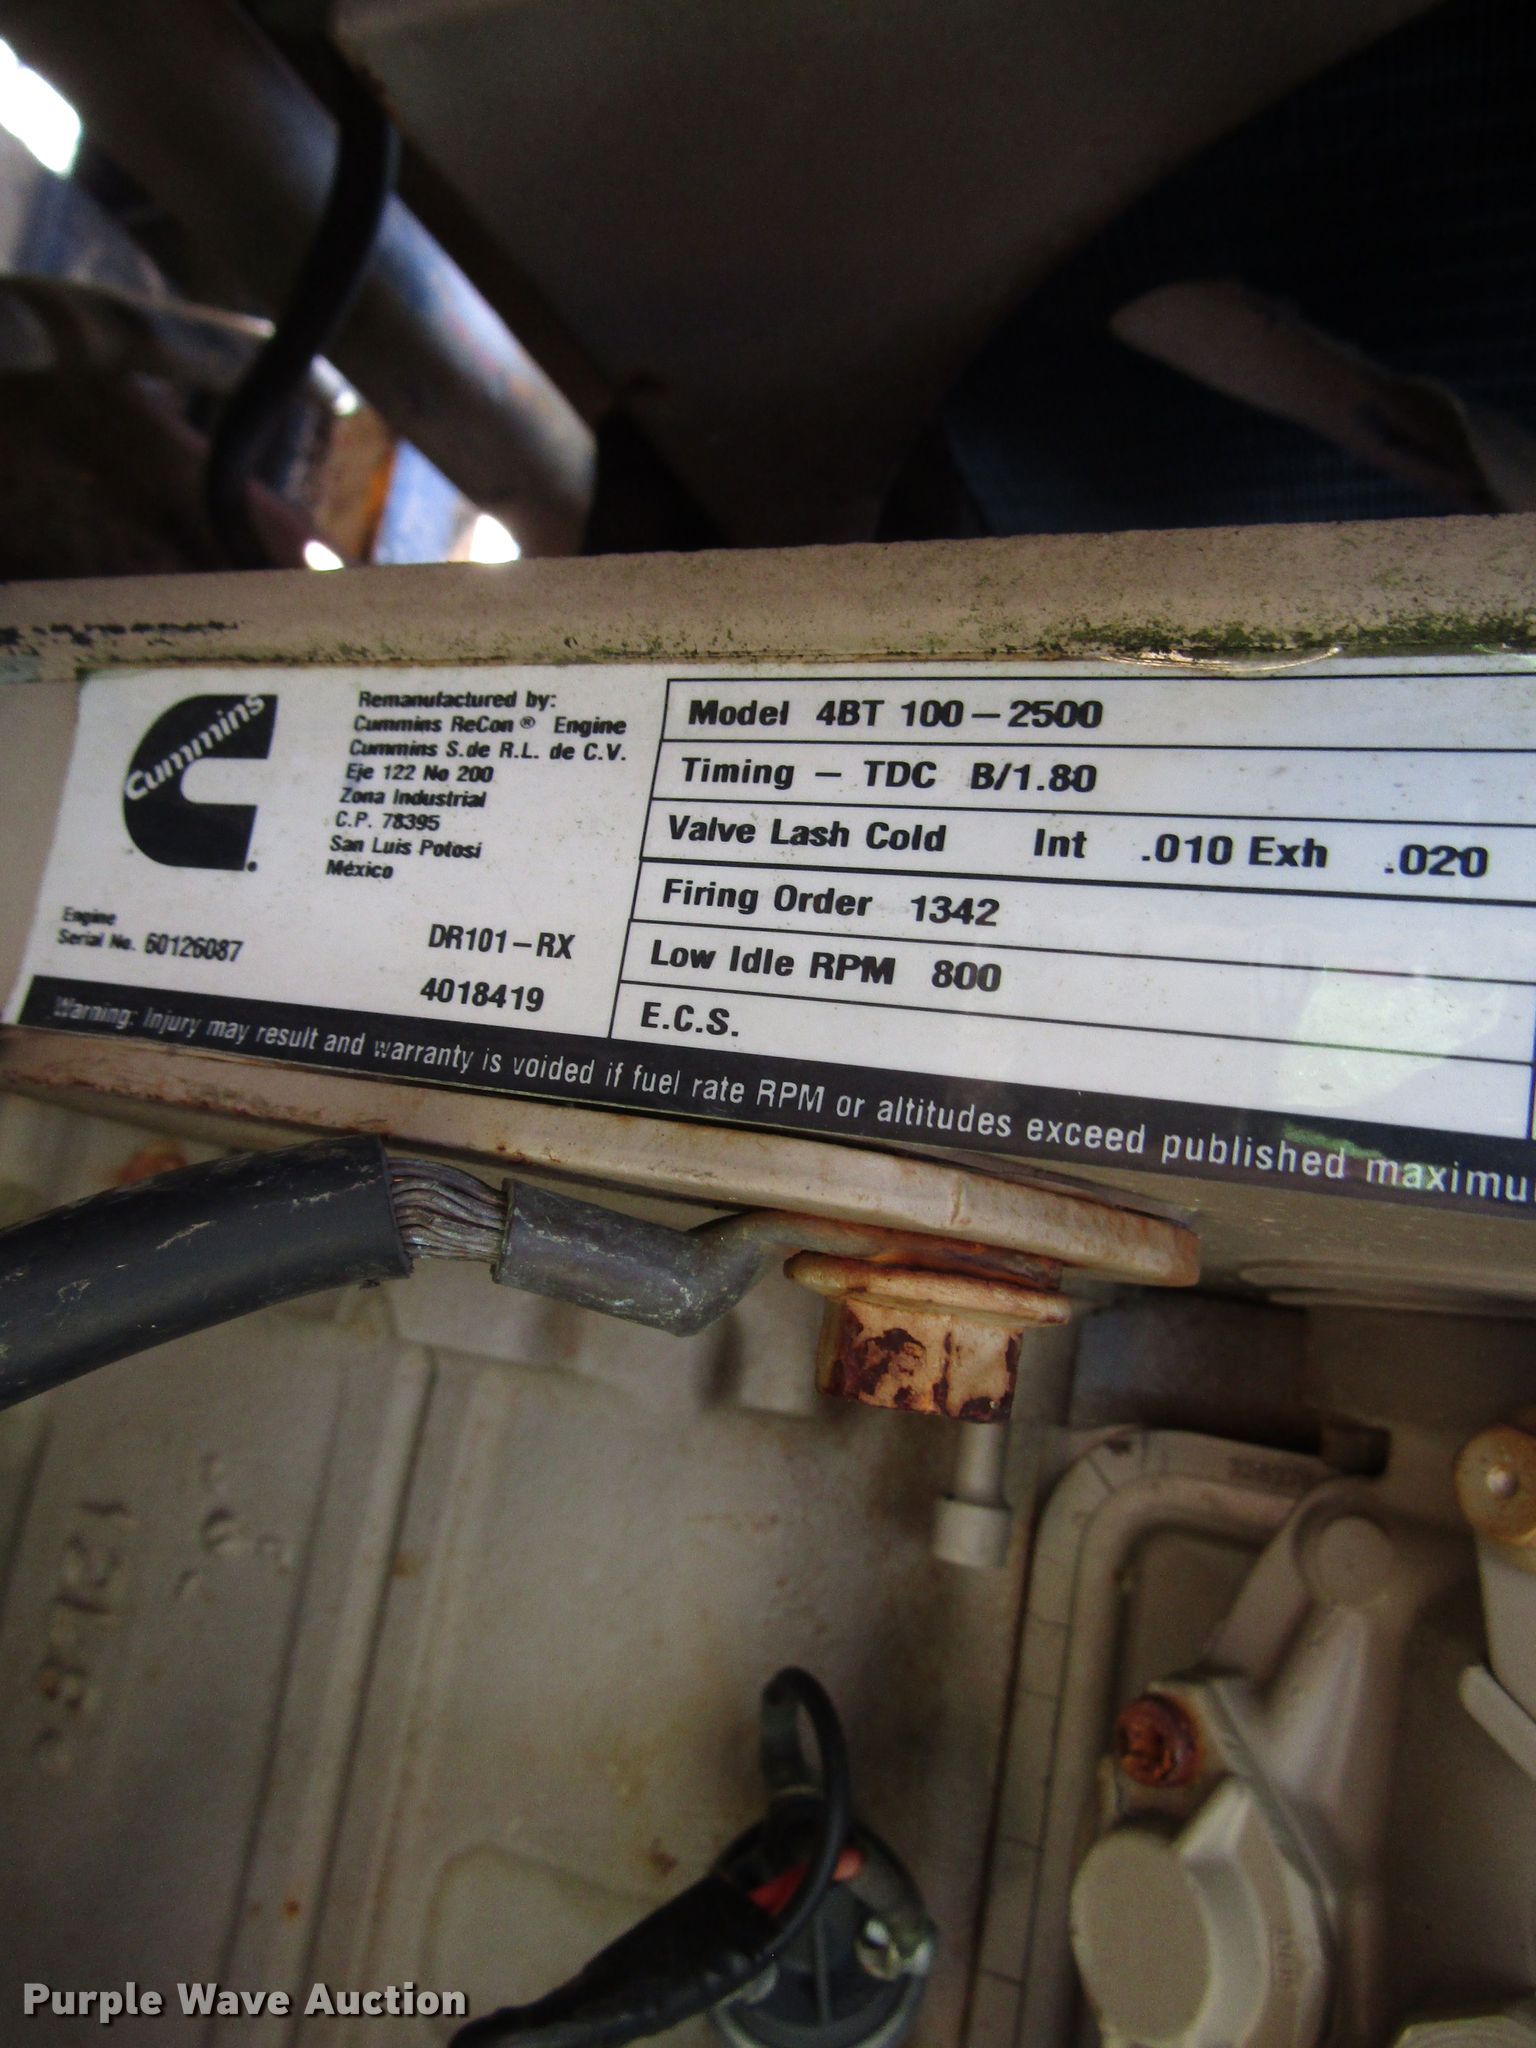 Cummins
Remanufactured by:
Cummins ReCon® Engine
Cummins S.de R.L. de C.V.
Eje 122 No 200
Zona Industrial
C.P. 78395
San Luis Potosi
México
Engine
Serial No. 60126087
DR101-RX
4018419
Model 4BT 100-2500
Timing - TDC B/1.80
Valve Lash Cold Int .010 Exh .020
Firing Order 1342
Low Idle RPM 800
E.C.S.
Warning: Injury may result and warranty is voided if fuel rate RPM or altitudes exceed published maximu
Purple Wave Auction